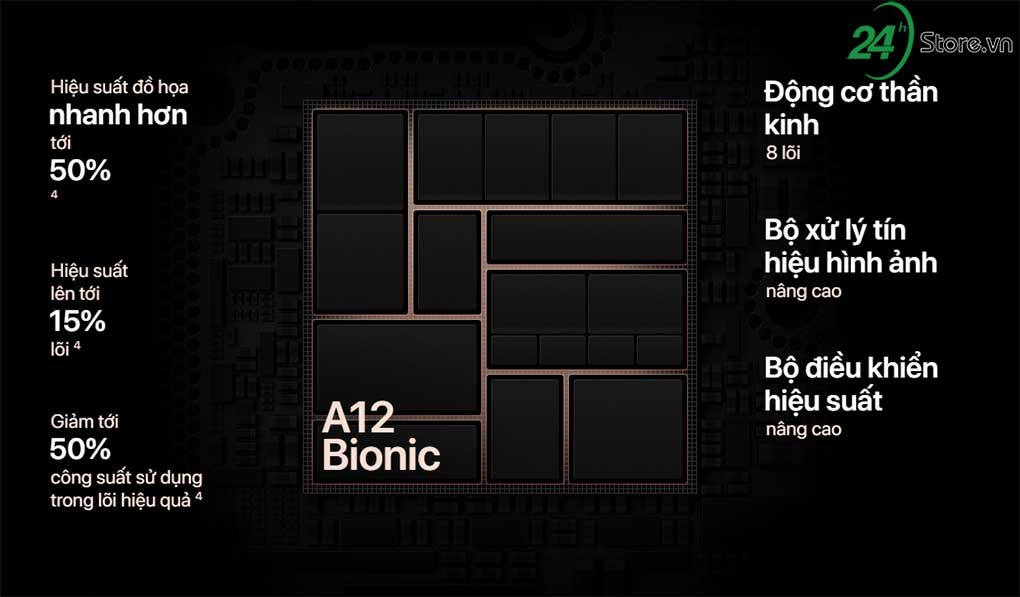 24h Store.vn
Hiệu suất đồ họa
nhanh hơn
tới
50%
4
Hiệu suất
lên tới
15%
lõi 4
Giảm tới
50%
công suất sử dụng
trong lõi hiệu quả 4
A12
Bionic
Động cơ thần
kinh
8 lõi
Bộ xử lý tín
hiệu hình ảnh
nâng cao
Bộ điều khiển
hiệu suất
nâng cao